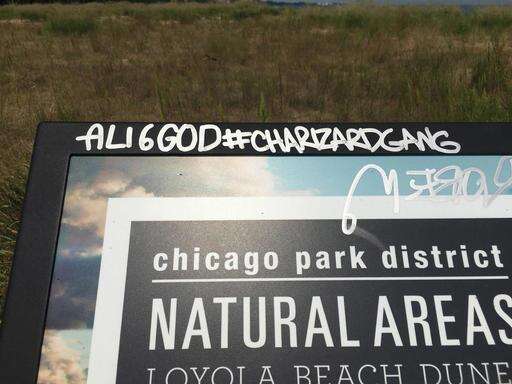 ALI6GOD#CHARIZARDGANG
chicago park district
NATURAL AREAS
LOYOLA BEACH DUNE